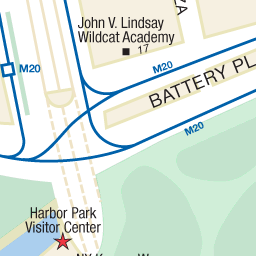 John V. Lindsay
Wildcat Academy
17
M20
M20
BATTERY PL
M20
Harbor Park
Visitor Center